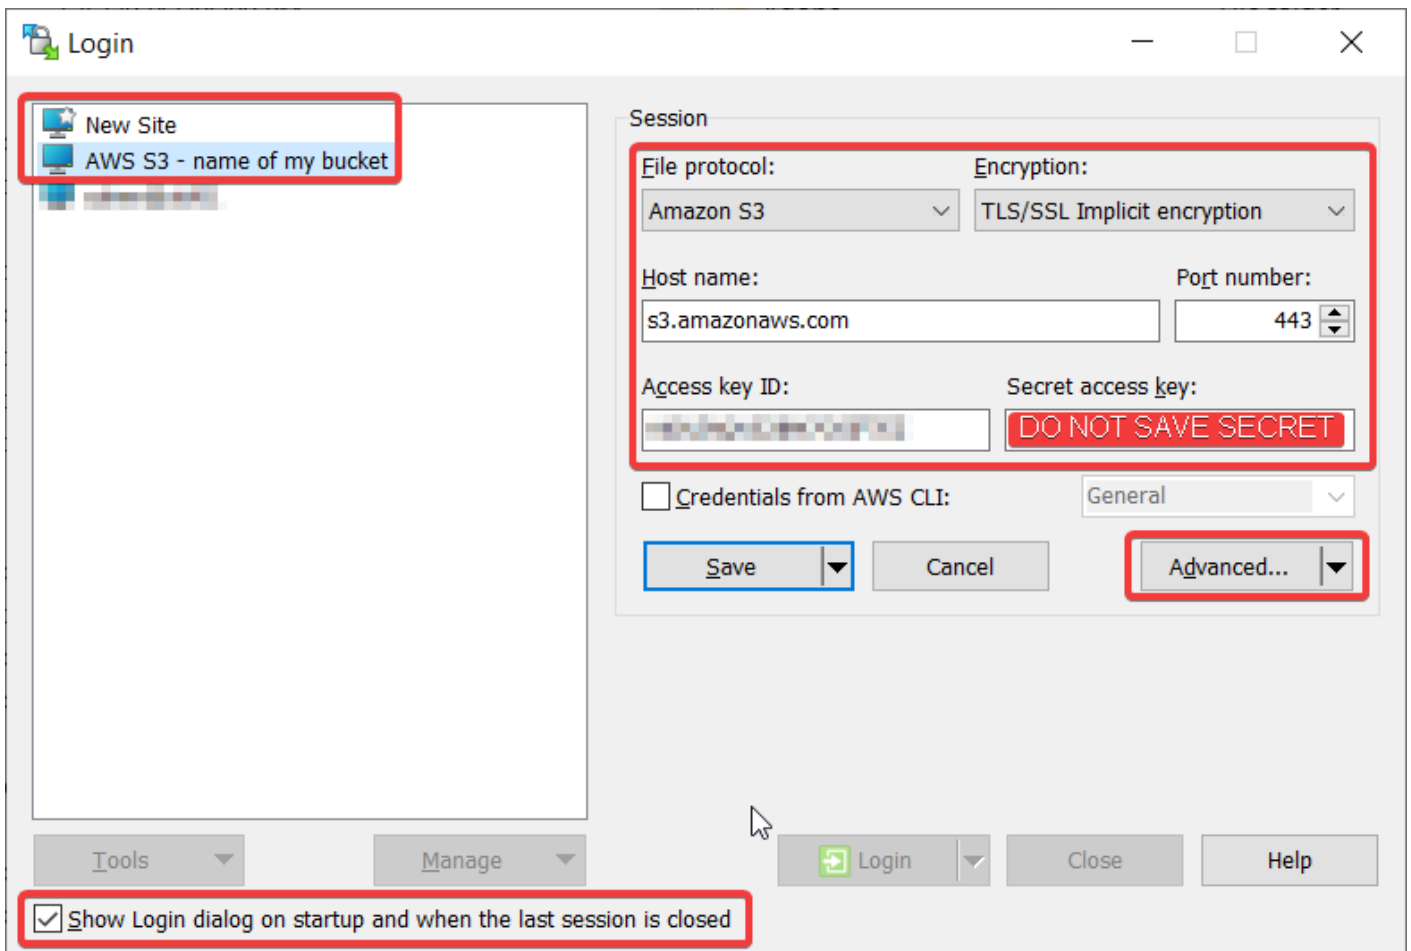 Login
New Site
AWS S3 - name of my bucket
Session
File protocol:
Encryption:
Amazon S3
TLS/SSL Implicit encryption
Host name:
Port number:
s3.amazonaws.com
443
Access key ID:
Secret access key:
DO NOT SAVE SECRET
Credentials from AWS CLI:
General
Save
Cancel
Advanced...
Tools
Manage
Login
Close
Help
Show Login dialog on startup and when the last session is closed